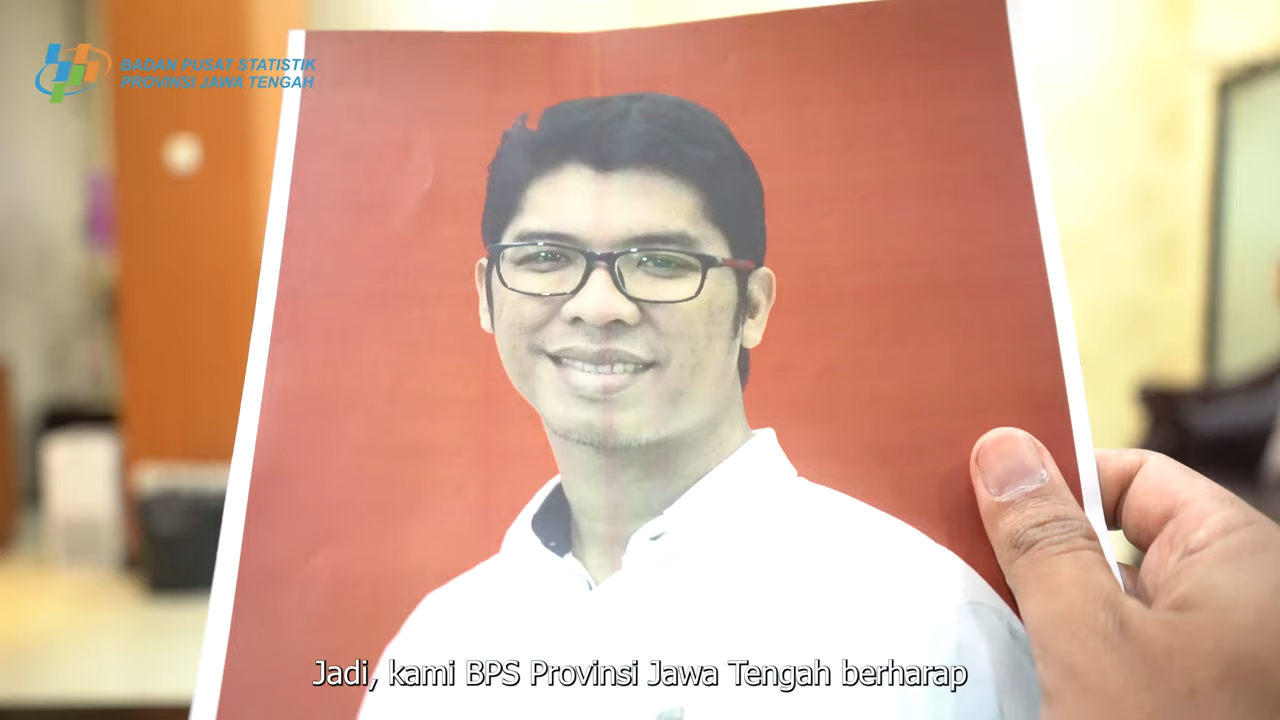 BADAN PUSAT STATISTIK
PROVINSI JAWA TENGAH
Jadi, kami BPS Provinsi Jawa Tengah berharap